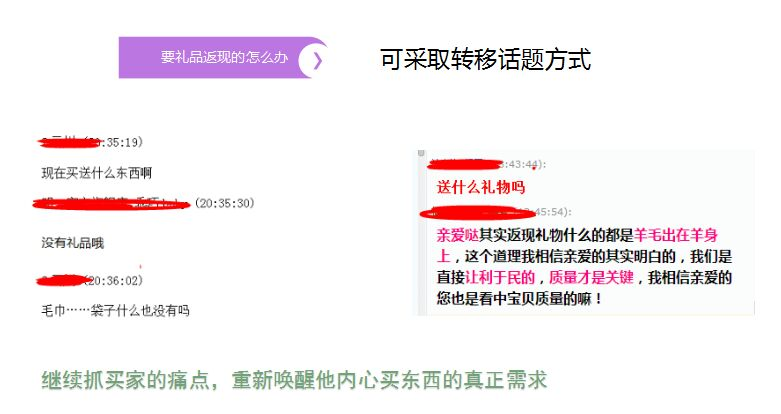 要礼品返现的怎么办
可采取转移话题方式
35:19)
现在买送什么东西啊
(20:35:30)
没有礼品哦
(20:36:02)
毛巾……袋子什么也没有吗
:43:44):
送什么礼物吗
:45:54):
亲爱哒其实返现礼物什么的都是羊毛出在羊身
上，这个道理我相信亲爱的其实明白的，我们是
直接让利于民的，质量才是关键，我相信亲爱的
您也是看中宝贝质量的嘛！
继续抓买家的痛点，重新唤醒他内心买东西的真正需求